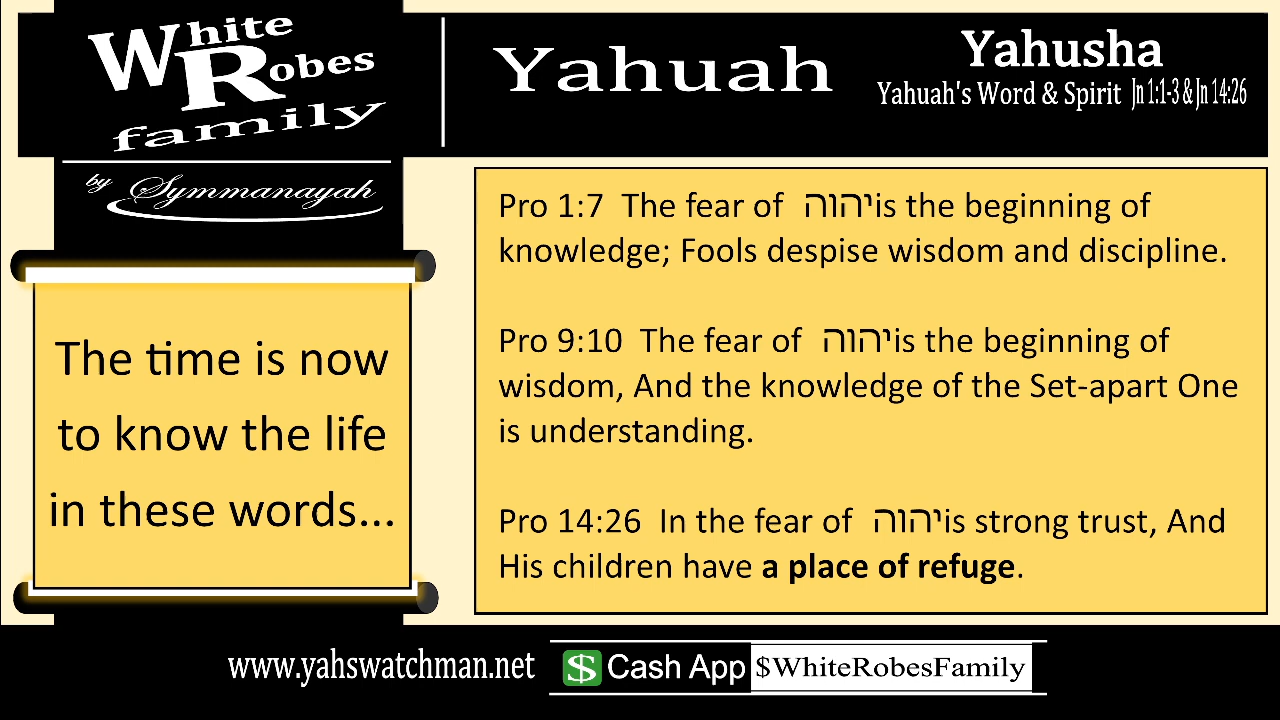 White
Robes
family
by Symmanayah
Yahuah
Yahusha
Yahuah's Word & Spirit Jn 1:1-3 & Jn 14:26
The time is now
to know the life
in these words...
Pro 1:7 The fear of יהוה is the beginning of
knowledge; Fools despise wisdom and discipline.
Pro 9:10 The fear of יהוה is the beginning of
wisdom, And the knowledge of the Set-apart One
is understanding.
Pro 14:26 In the fear of יהוה is strong trust, And
His children have a place of refuge.
www.yahswatchman.net $ Cash App $WhiteRobesFamily